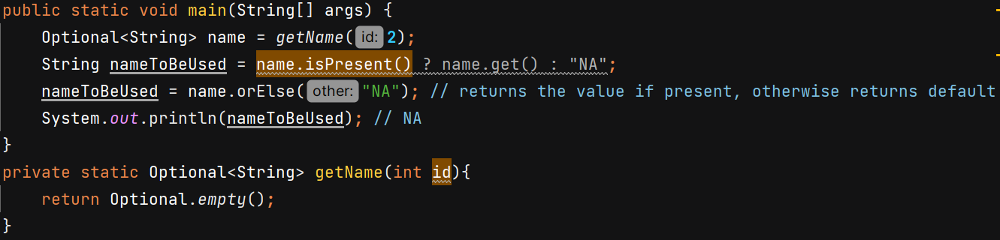 public static void main(String[] args) {
    Optional<String> name = getName( id: 2);
    String nameToBeUsed = name.isPresent() ? name.get() : "NA";
    nameToBeUsed = name.orElse( other: "NA"); // returns the value if present, otherwise returns default
    System.out.println(nameToBeUsed); // NA
}
private static Optional<String> getName(int id){
    return Optional.empty();
}